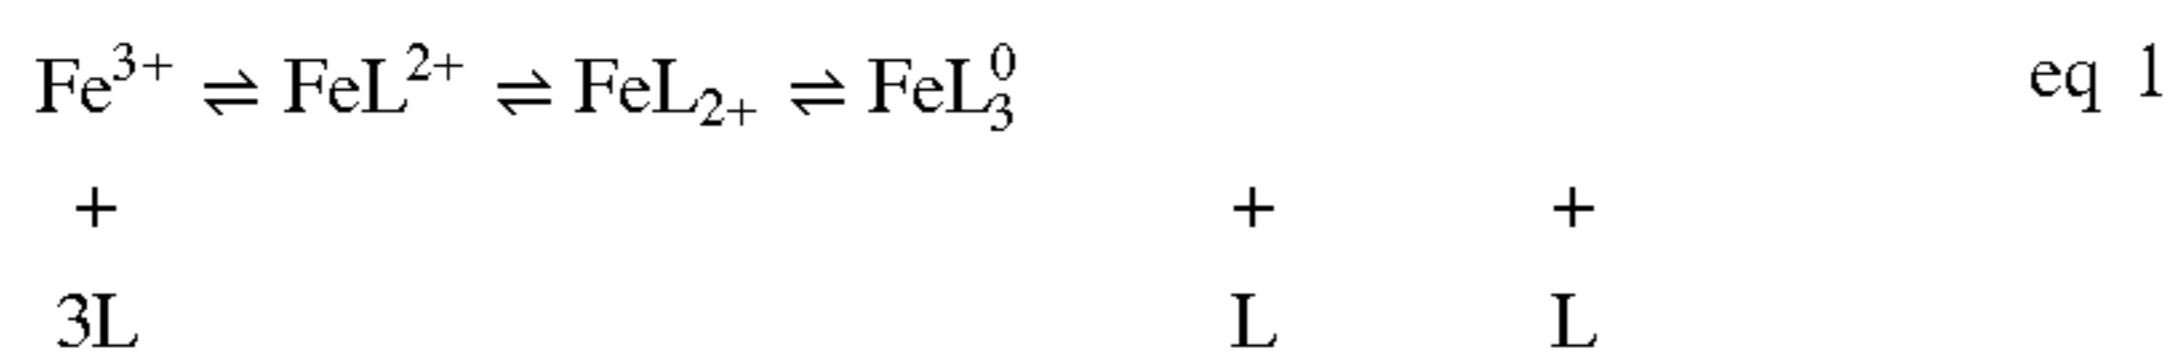 Fe³⁺ ⇌ FeL²⁺ ⇌ FeL₂₊ ⇌ FeL₃⁰ eq 1
+ + +
3L L L